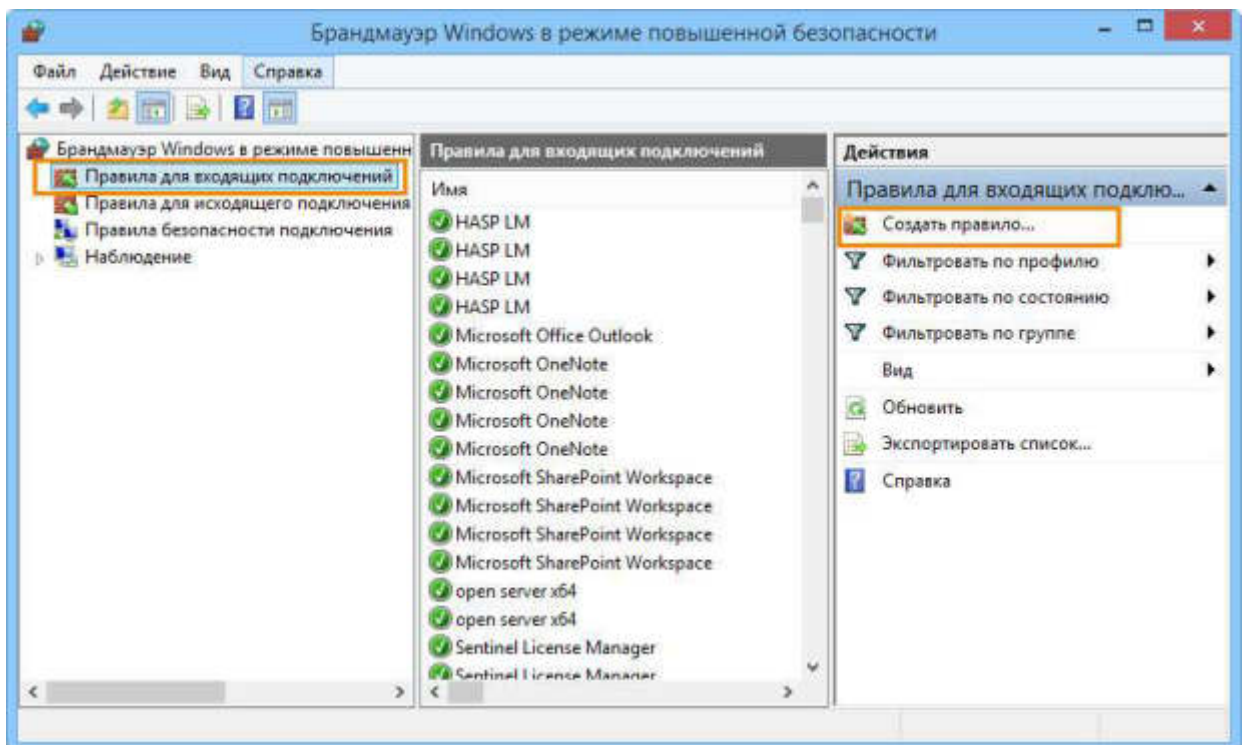 Брандмауэр Windows в режиме повышенной безопасности
Файл Действие Вид Справка
Брандмауэр Windows в режиме повышенн
Правила для входящих подключений
Правила для исходящего подключения
Правила безопасности подключения
Наблюдение
Правила для входящих подключений
Имя
HASP LM
HASP LM
HASP LM
HASP LM
Microsoft Office Outlook
Microsoft OneNote
Microsoft OneNote
Microsoft OneNote
Microsoft OneNote
Microsoft SharePoint Workspace
Microsoft SharePoint Workspace
Microsoft SharePoint Workspace
Microsoft SharePoint Workspace
open server x64
open server x64
Sentinel License Manager
Sentinel License Manager
Действия
Правила для входящих подклю...
Создать правило...
Фильтровать по профилю
Фильтровать по состоянию
Фильтровать по группе
Вид
Обновить
Экспортировать список...
Справка